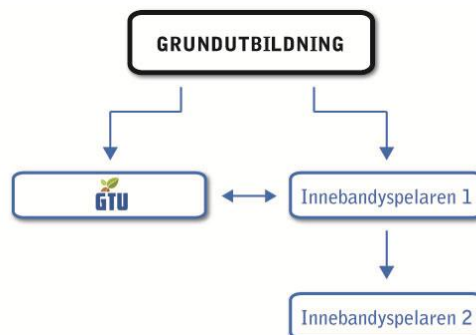 GRUNDUTBILDNING
GTU
Innebandyspelaren 1
Innebandyspelaren 2